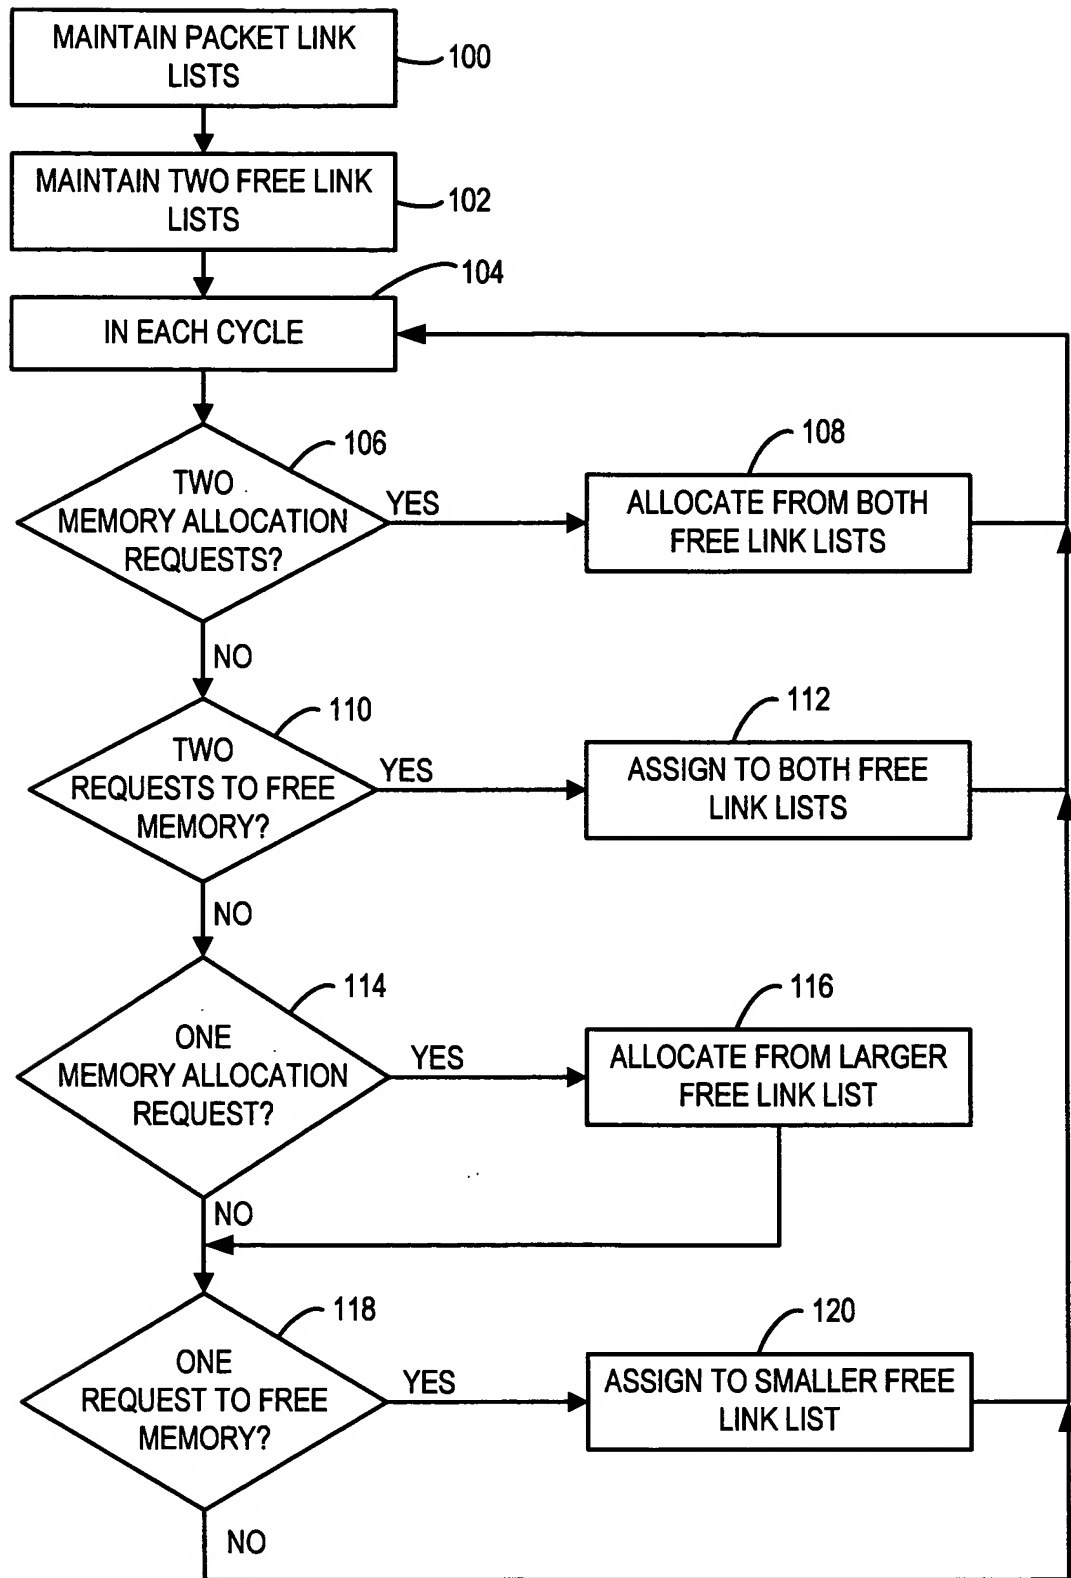 MAINTAIN PACKET LINK
LISTS
100
MAINTAIN TWO FREE LINK
LISTS
102
104
IN EACH CYCLE
106
TWO
MEMORY ALLOCATION
REQUESTS?
YES
108
ALLOCATE FROM BOTH
FREE LINK LISTS
NO
110
TWO
REQUESTS TO FREE
MEMORY?
YES
112
ASSIGN TO BOTH FREE
LINK LISTS
NO
114
ONE
MEMORY ALLOCATION
REQUEST?
YES
116
ALLOCATE FROM LARGER
FREE LINK LIST
NO
118
ONE
REQUEST TO FREE
MEMORY?
YES
120
ASSIGN TO SMALLER FREE
LINK LIST
NO